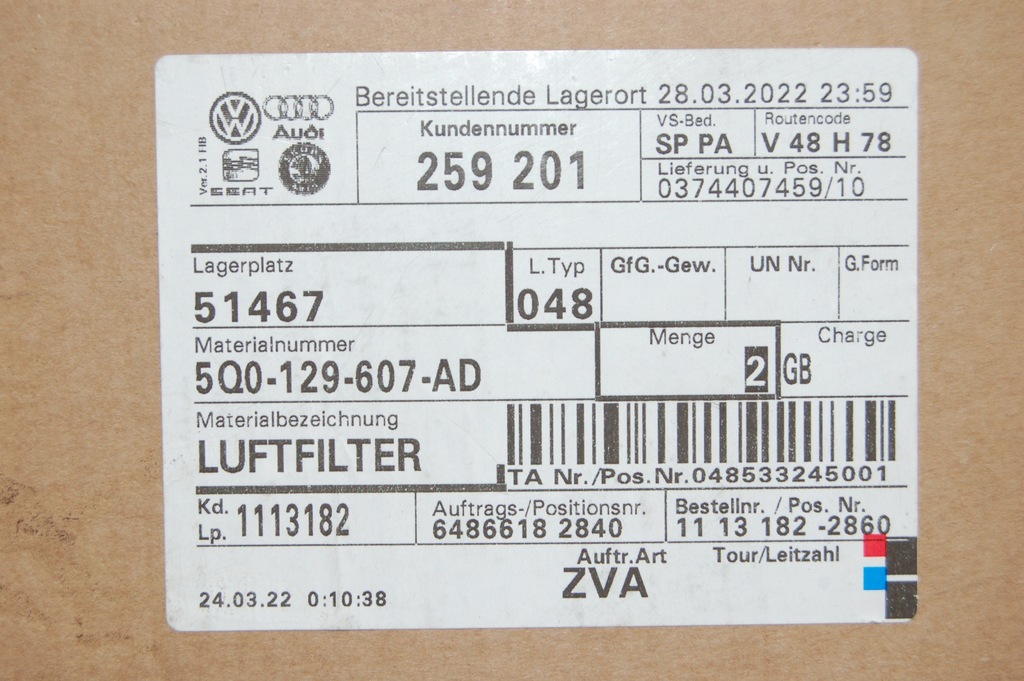 Bereitstellende Lagerort 28.03.2022 23:59
Audi
SEAT
Ver.2.1 FIB
Kundennummer
259 201
VS-Bed.
SP PA
Routencode
V 48 H 78
Lieferung u. Pos. Nr.
0374407459/10
Lagerplatz
51467
L.Typ
048
GfG.-Gew.
UN Nr.
G.Form
Materialnummer
5Q0-129-607-AD
Menge
2
Charge
GB
Materialbezeichnung
LUFTFILTER
TA Nr./Pos.Nr.048533245001
Kd.
Lp. 1113182
Auftrags-/Positionsnr.
6486618 2840
Bestellnr. / Pos. Nr.
11 13 182 -2860
Auftr.Art
ZVA
Tour/Leitzahl
24.03.22 0:10:38